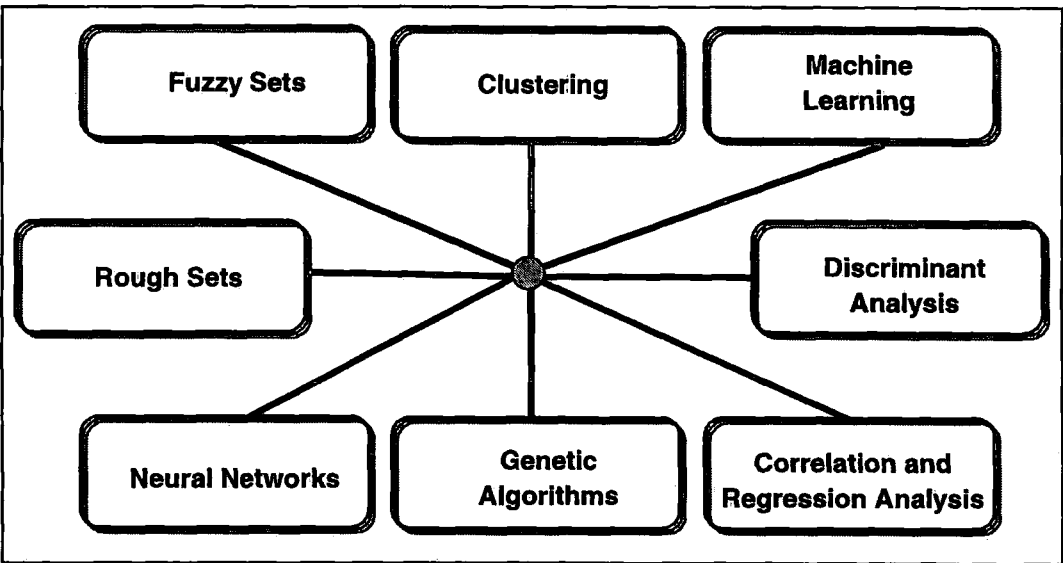 Fuzzy Sets
Clustering
Machine
Learning
Rough Sets
Discriminant
Analysis
Neural Networks
Genetic
Algorithms
Correlation and
Regression Analysis